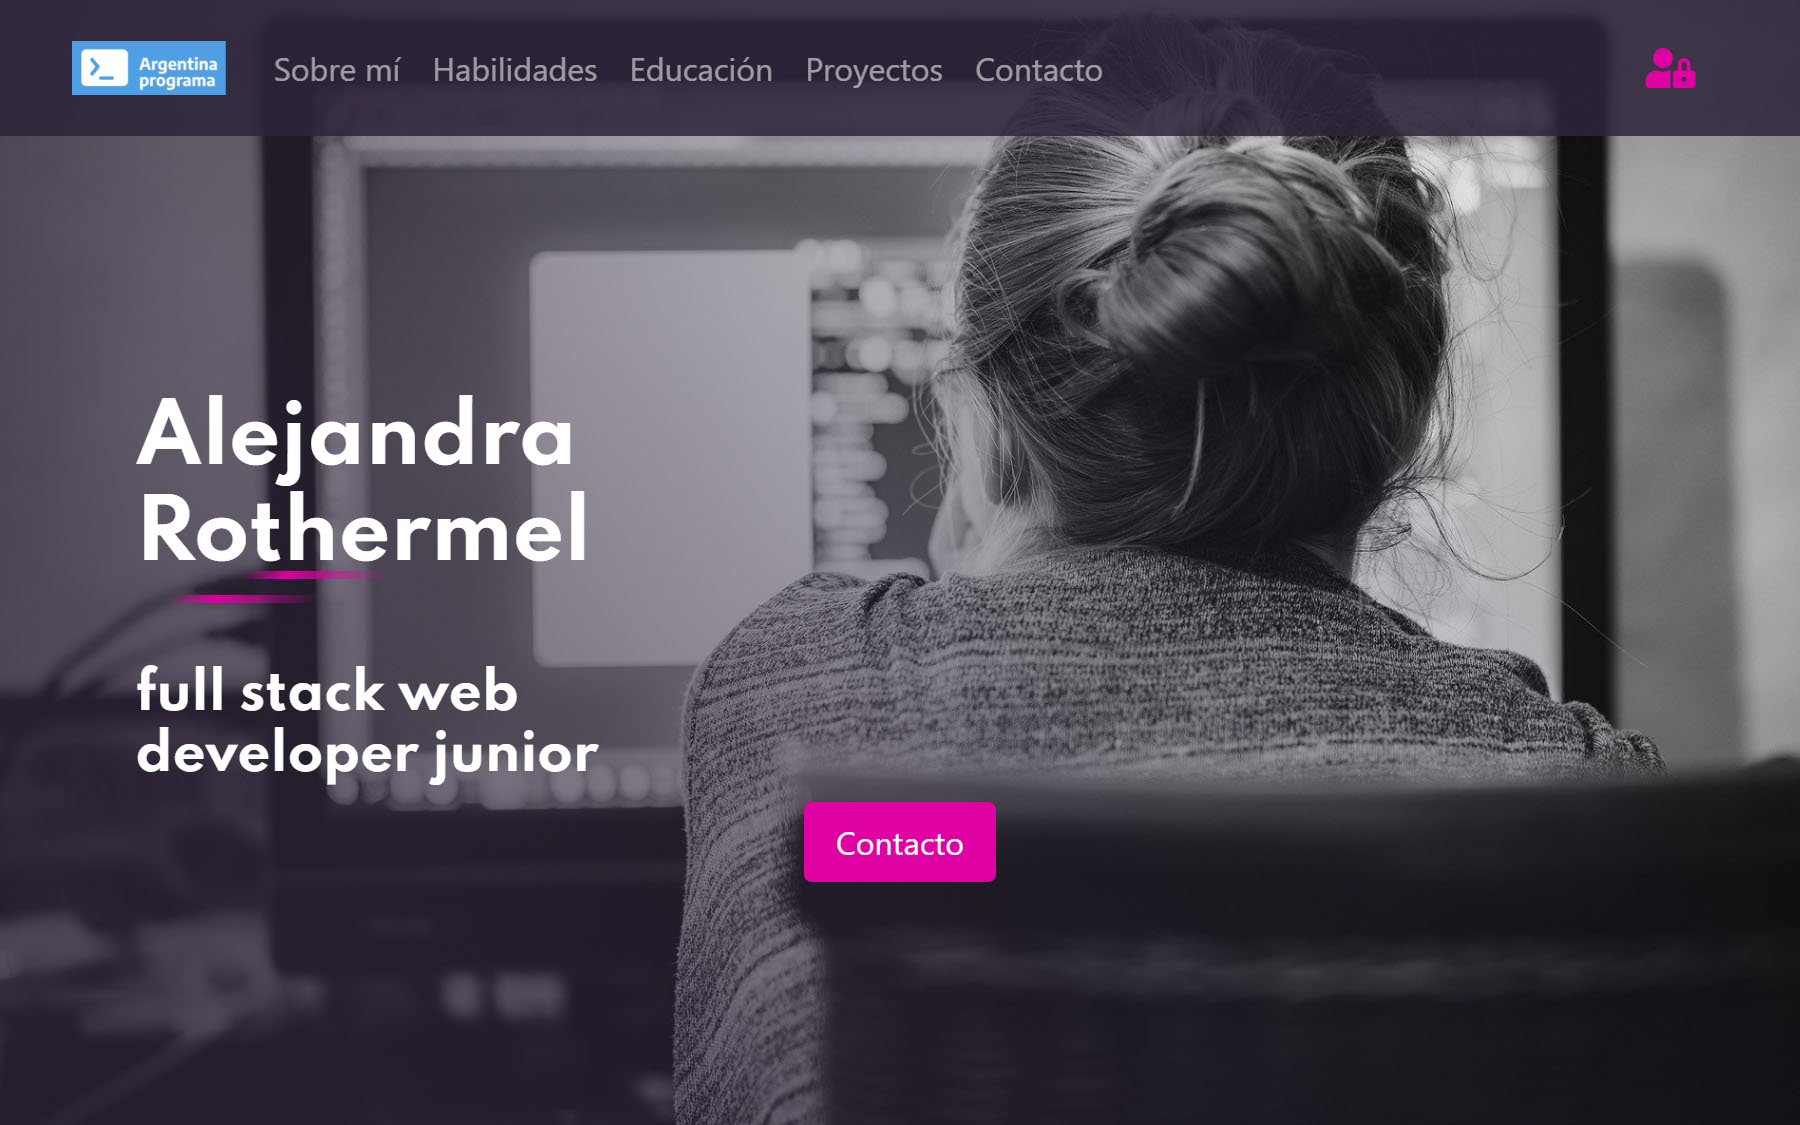 Argentina
programa
Sobre mí Habilidades Educación Proyectos Contacto
Alejandra
Rothermel
full stack web
developer junior
Contacto